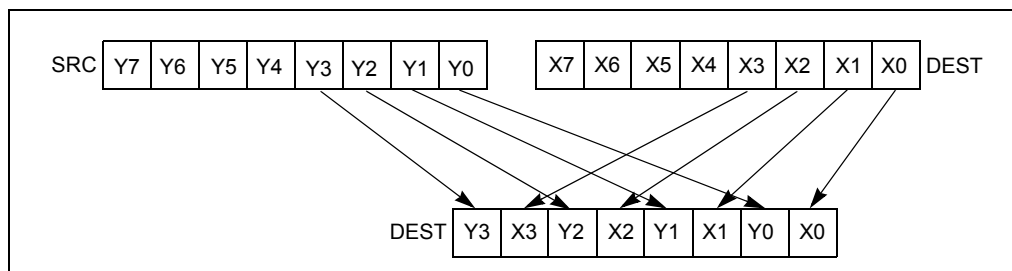 SRC Y7 Y6 Y5 Y4 Y3 Y2 Y1 Y0 X7 X6 X5 X4 X3 X2 X1 X0 DEST
DEST Y3 X3 Y2 X2 Y1 X1 Y0 X0